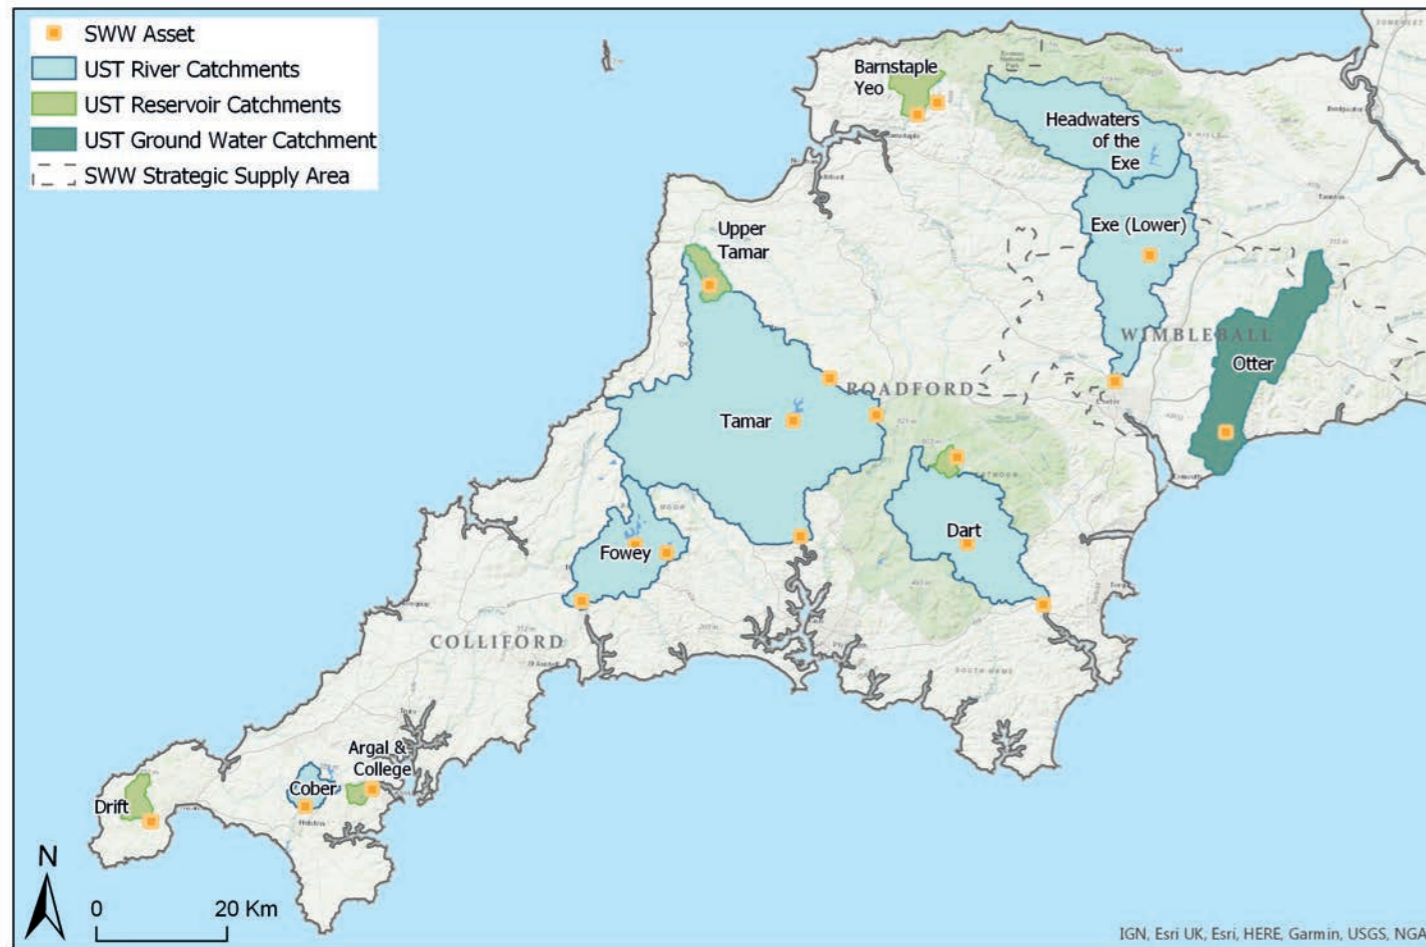 SWW Asset
UST River Catchments
UST Reservoir Catchments
UST Ground Water Catchment
SWW Strategic Supply Area
Barnstaple
Yeo
Headwaters
of the
Exe
Upper
Tamar
Exe (Lower)
WIMBLEBALL
Otter
ROADFORD
Tamar
Dart
Fowey
COLLIFORD
Argal &
College
Cober
Drift
N
0 20 Km
IGN, Esri UK, Esri, HERE, Garmin, USGS, NGA